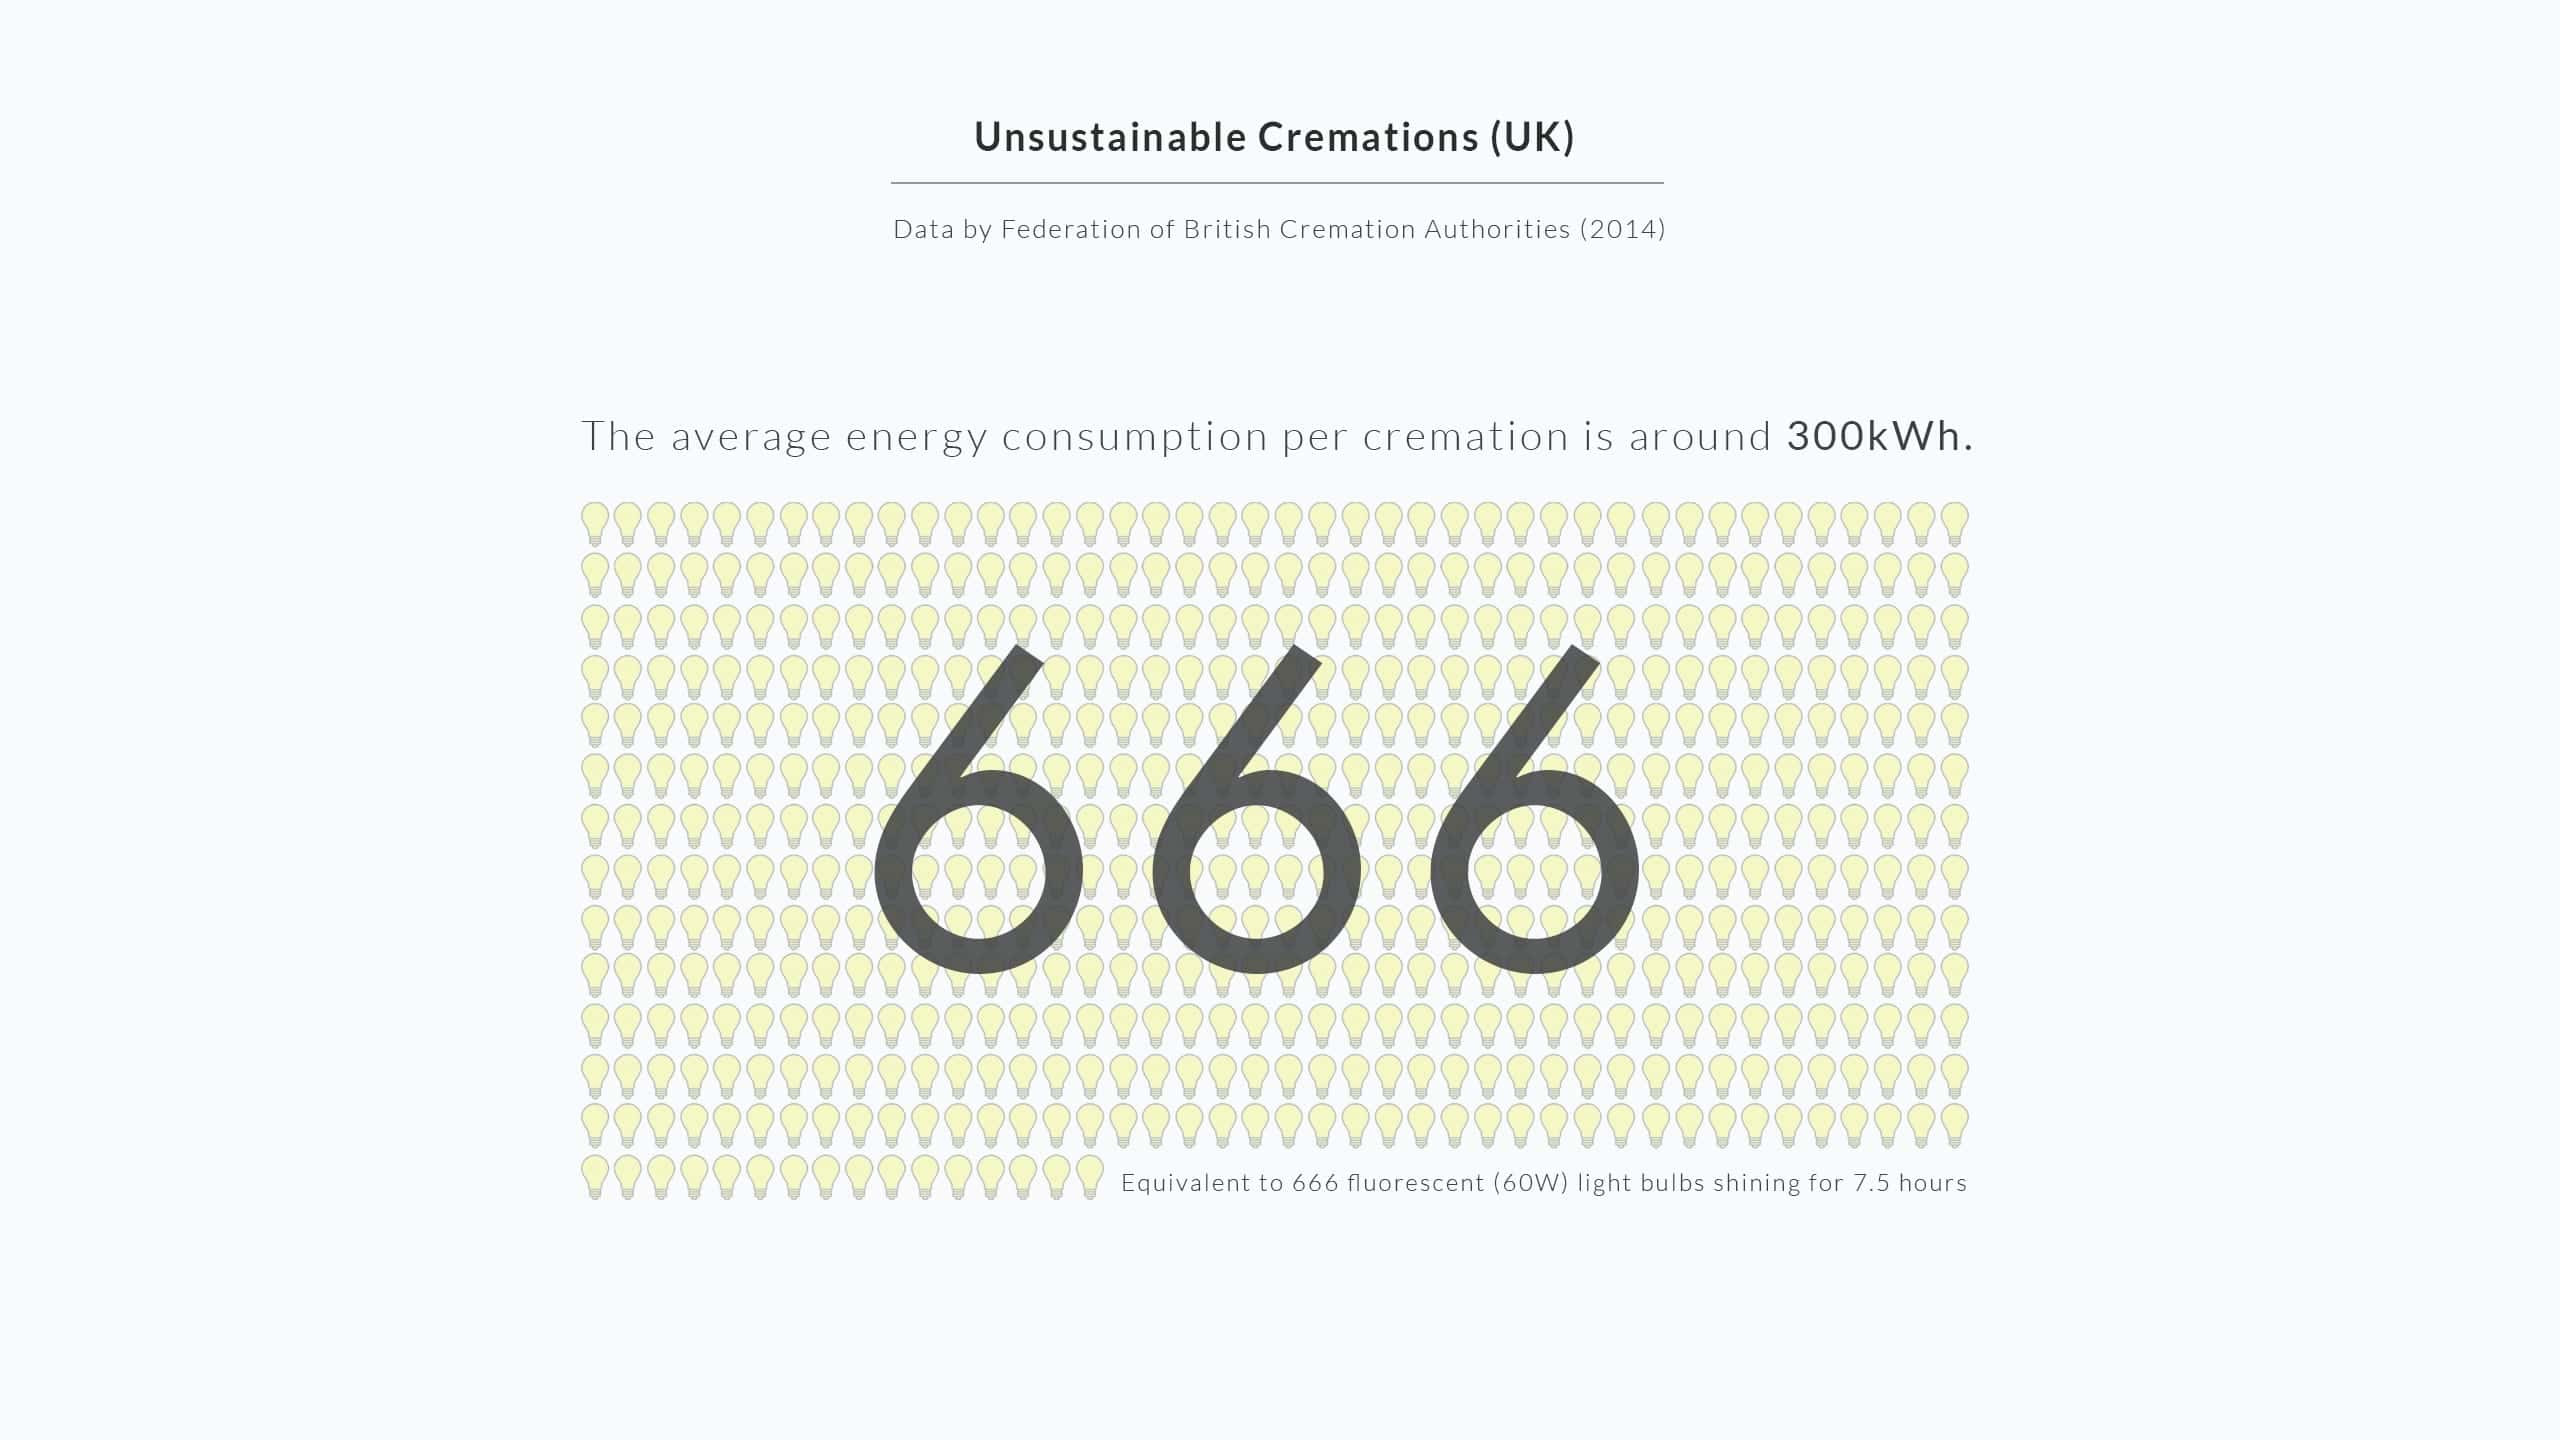 Unsustainable Cremations (UK)
Data by Federation of British Cremation Authorities (2014)
The average energy consumption per cremation is around 300kWh.
666
Equivalent to 666 fluorescent (60W) light bulbs shining for 7.5 hours